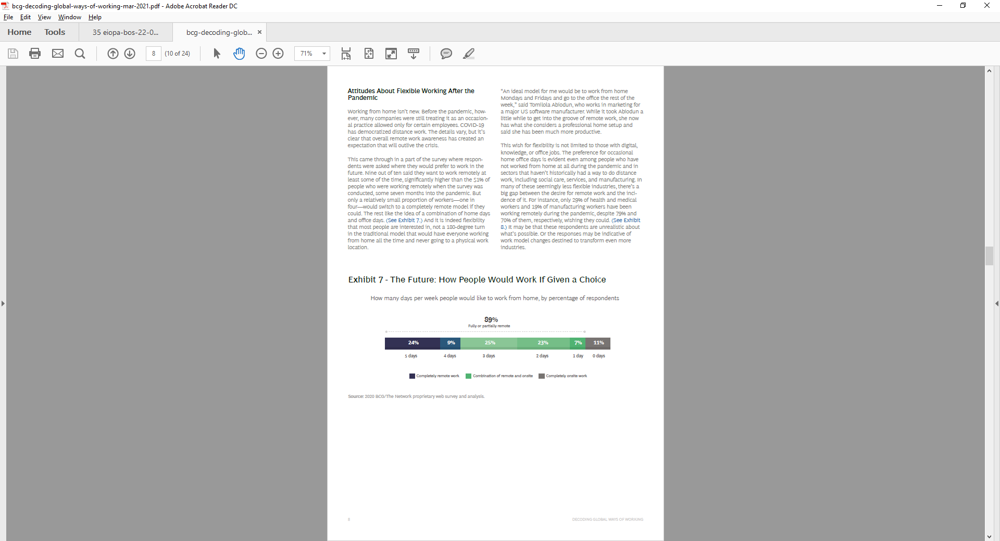 bcg-decoding-global-ways-of-working-mar-2021.pdf - Adobe Acrobat Reader DC
File Edit View Window Help
Home Tools 35 eiopa-bos-22-0... bcg-decoding-glob... ×
8 (10 of 24) 71%
Attitudes About Flexible Working After the
Pandemic
Working from home isn't new. Before the pandemic, how-
ever, many companies were still treating it as an occasion-
al practice allowed only for certain employees. COVID-19
has democratized distance work. The details vary, but it's
clear that overall remote work awareness has created an
expectation that will outlive the crisis.
This came through in a part of the survey where respon-
dents were asked where they would prefer to work in the
future. Nine out of ten said they want to work remotely at
least some of the time, significantly higher than the 51% of
people who were working remotely when the survey was
conducted, some seven months into the pandemic. But
only a relatively small proportion of workers—one in
four—would switch to a completely remote model if they
could. The rest like the idea of a combination of home days
and office days. (See Exhibit 7.) And it is indeed flexibility
that most people are interested in, not a 180-degree turn
in the traditional model that would have everyone working
from home all the time and never going to a physical work
location.
“An ideal model for me would be to work from home
Mondays and Fridays and go to the office the rest of the
week,” said Tomilola Abiodun, who works in marketing for
a major US software manufacturer. While it took Abiodun a
little while to get into the groove of remote work, she now
has what she considers a professional home setup and
said she has been much more productive.
This wish for flexibility is not limited to those with digital,
knowledge, or office jobs. The preference for occasional
home office days is evident even among people who have
not worked from home at all during the pandemic and in
sectors that haven't historically had a way to do distance
work, including social care, services, and manufacturing. In
many of these seemingly less flexible industries, there's a
big gap between the desire for remote work and the inci-
dence of it. For instance, only 29% of health and medical
workers and 19% of manufacturing workers have been
working remotely during the pandemic, despite 79% and
70% of them, respectively, wishing they could. (See Exhibit
8.) It may be that these respondents are unrealistic about
what's possible. Or the responses may be indicative of
work model changes destined to transform even more
industries.
Exhibit 7 - The Future: How People Would Work If Given a Choice
How many days per week people would like to work from home, by percentage of respondents
89%
Fully or partially remote
24% 9% 25% 23% 7% 11%
5 days 4 days 3 days 2 days 1 day 0 days
Completely remote work Combination of remote and onsite Completely onsite work
Source: 2020 BCG/The Network proprietary web survey and analysis.
8 DECODING GLOBAL WAYS OF WORKING